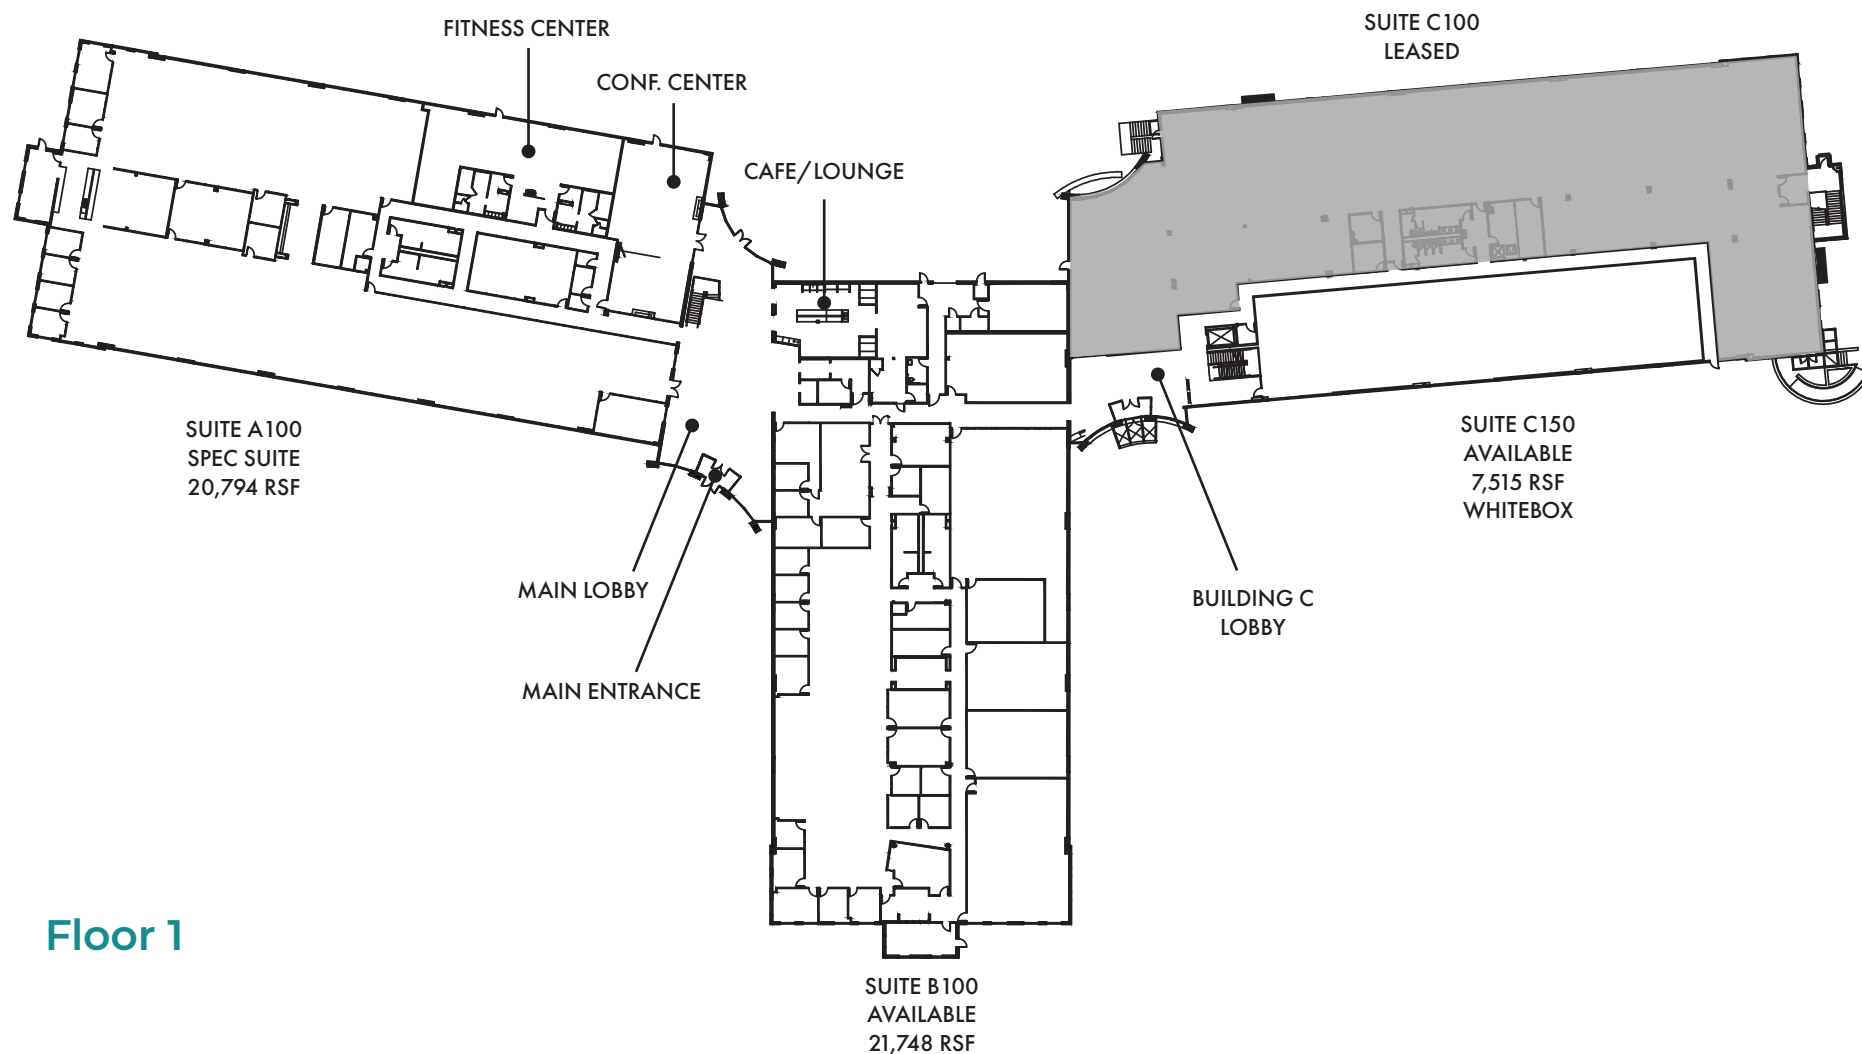 FITNESS CENTER
CONF. CENTER
CAFE/LOUNGE
SUITE C100
LEASED
SUITE A100
SPEC SUITE
20,794 RSF
SUITE C150
AVAILABLE
7,515 RSF
WHITEBOX
MAIN LOBBY
MAIN ENTRANCE
BUILDING C
LOBBY
Floor 1
SUITE B100
AVAILABLE
21,748 RSF